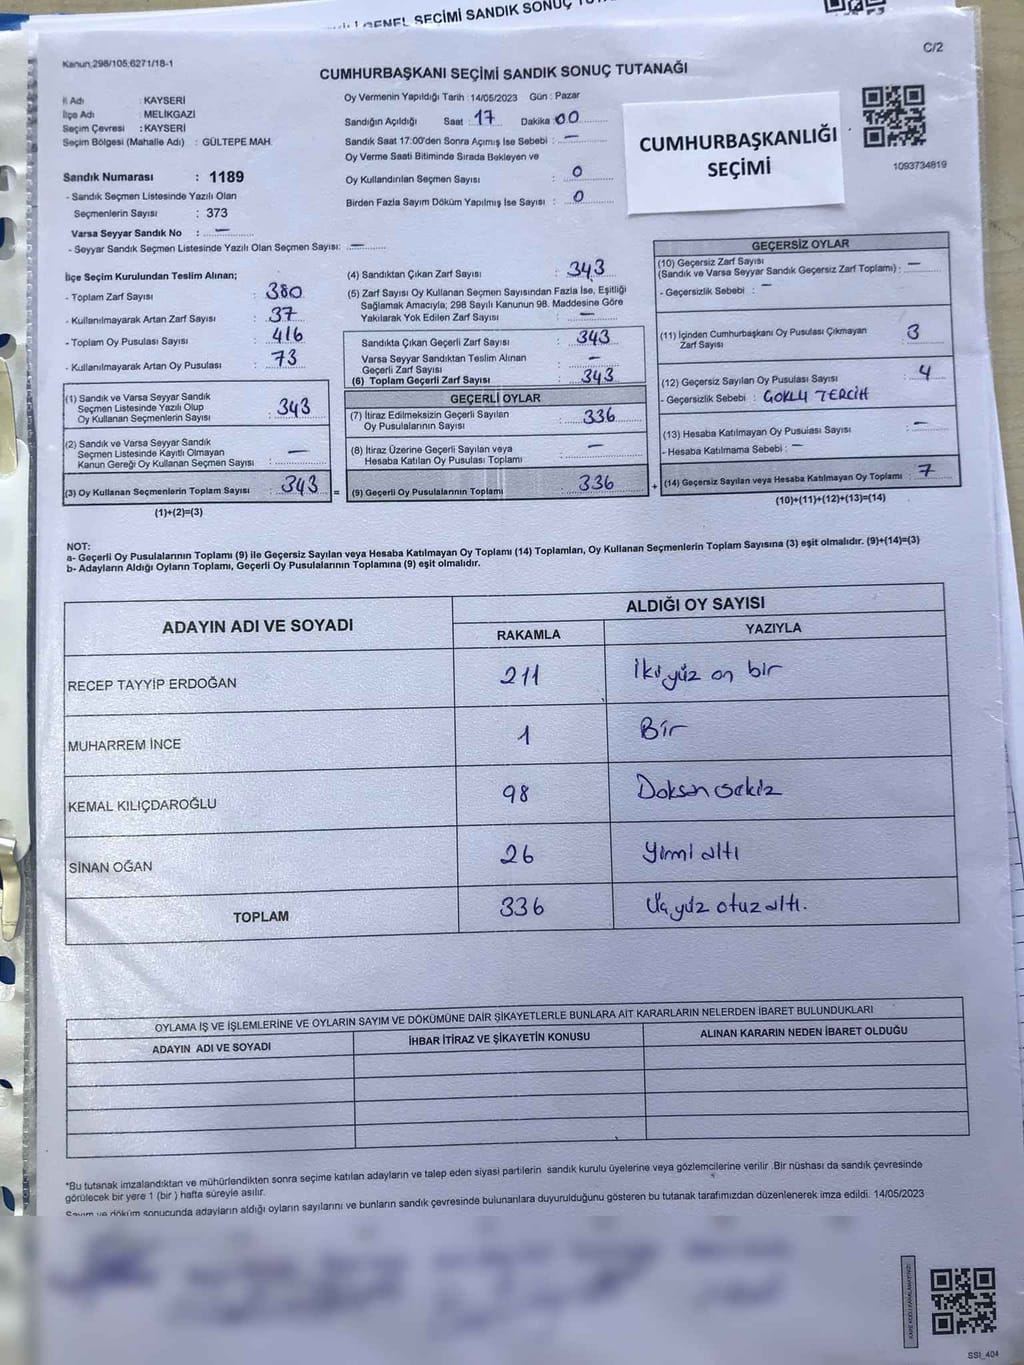 GENEL SEÇİMİ SANDIK SONUÇ
C/2
Kanun:298/105;6271/18-1
CUMHURBAŞKANI SEÇİMİ SANDIK SONUÇ TUTANAĞI
İl Adı : KAYSERİ
İlçe Adı : MELİKGAZİ
Seçim Çevresi : KAYSERİ
Seçim Bölgesi (Mahalle Adı) : GÜLTEPE MAH.
Sandık Numarası : 1189
- Sandık Seçmen Listesinde Yazılı Olan
Seçmenlerin Sayısı : 373
Varsa Seyyar Sandık No : —
- Seyyar Sandık Seçmen Listesinde Yazılı Olan Seçmen Sayısı: —
Oy Vermenin Yapıldığı Tarih : 14/05/2023 Gün : Pazar
Sandığın Açıldığı Saat : 17 Dakika : 00
Sandık Saat 17:00'den Sonra Açımış İse Sebebi : —
Oy Verme Saati Bitiminde Sırada Bekleyen ve
Oy Kullandırılan Seçmen Sayısı : 0
Birden Fazla Sayım Döküm Yapılmış İse Sayısı : 0
CUMHURBAŞKANLIĞI
SEÇİMİ
1093734819
İlçe Seçim Kurulundan Teslim Alınan;
- Toplam Zarf Sayısı : 380
- Kullanılmayarak Artan Zarf Sayısı : 37
- Toplam Oy Pusulası Sayısı : 416
- Kullanılmayarak Artan Oy Pusulası : 73
(1) Sandık ve Varsa Seyyar Sandık
Seçmen Listesinde Yazılı Olup
Oy Kullanan Seçmenlerin Sayısı : 343
(2) Sandık ve Varsa Seyyar Sandık
Seçmen Listesinde Kayıtlı Olmayan
Kanun Gereği Oy Kullanan Seçmen Sayısı : —
(3) Oy Kullanan Seçmenlerin Toplam Sayısı : 343
(1)+(2)=(3)
(4) Sandıktan Çıkan Zarf Sayısı : 343
(5) Zarf Sayısı Oy Kullanan Seçmen Sayısından Fazla İse, Eşitliği
Sağlamak Amacıyla; 298 Sayılı Kanunun 98. Maddesine Göre
Yakılarak Yok Edilen Zarf Sayısı : —
Sandıkta Çıkan Geçerli Zarf Sayısı : 343
Varsa Seyyar Sandıktan Teslim Alınan
Geçerli Zarf Sayısı : —
(6) Toplam Geçerli Zarf Sayısı : 343
GEÇERLİ OYLAR
(7) İtiraz Edilmeksizin Geçerli Sayılan
Oy Pusulalarının Sayısı : 336
(8) İtiraz Üzerine Geçerli Sayılan veya
Hesaba Katılan Oy Pusulası Toplamı : —
= (9) Geçerli Oy Pusulalarının Toplamı : 336
GEÇERSİZ OYLAR
(10) Geçersiz Zarf Sayısı
(Sandık ve Varsa Seyyar Sandık Geçersiz Zarf Toplamı) : —
- Geçersizlik Sebebi : —
(11) İçinden Cumhurbaşkanı Oy Pusulası Çıkmayan
Zarf Sayısı : 3
(12) Geçersiz Sayılan Oy Pusulası Sayısı : 4
- Geçersizlik Sebebi : ÇOKLU TERCİH
(13) Hesaba Katılmayan Oy Pusulası Sayısı : —
- Hesaba Katılmama Sebebi : —
+ (14) Geçersiz Sayılan veya Hesaba Katılmayan Oy Toplamı : 7
(10)+(11)+(12)+(13)=(14)
NOT:
a- Geçerli Oy Pusulalarının Toplamı (9) ile Geçersiz Sayılan veya Hesaba Katılmayan Oy Toplamı (14) Toplamları, Oy Kullanan Seçmenlerin Toplam Sayısına (3) eşit olmalıdır. (9)+(14)=(3)
b- Adayların Aldığı Oyların Toplamı, Geçerli Oy Pusulalarının Toplamına (9) eşit olmalıdır.
ADAYIN ADI VE SOYADI
ALDIĞI OY SAYISI
RAKAMLA YAZIYLA
RECEP TAYYİP ERDOĞAN 211 İki yüz on bir
MUHARREM İNCE 1 Bir
KEMAL KILIÇDAROĞLU 98 Doksan sekiz
SİNAN OĞAN 26 Yirmi altı
TOPLAM 336 Üç yüz otuz altı.
OYLAMA İŞ VE İŞLEMLERİNE VE OYLARIN SAYIM VE DÖKÜMÜNE DAİR ŞİKAYETLERLE BUNLARA AİT KARARLARIN NELERDEN İBARET BULUNDUKLARI
ADAYIN ADI VE SOYADI İHBAR İTİRAZ VE ŞİKAYETİN KONUSU ALINAN KARARIN NEDEN İBARET OLDUĞU
*Bu tutanak imzalandıktan ve mühürlendikten sonra seçime katılan adayların ve talep eden siyasi partilerin sandık kurulu üyelerine veya gözlemcilerine verilir .Bir nüshası da sandık çevresinde
görülecek bir yere 1 (bir ) hafta süreyle asılır.
Sayım ve döküm sonucunda adayların aldığı oyların sayılarını ve bunların sandık çevresinde bulunanlara duyurulduğunu gösteren bu tutanak tarafımızdan düzenlenerek imza edildi. 14/05/2023
SSI_404